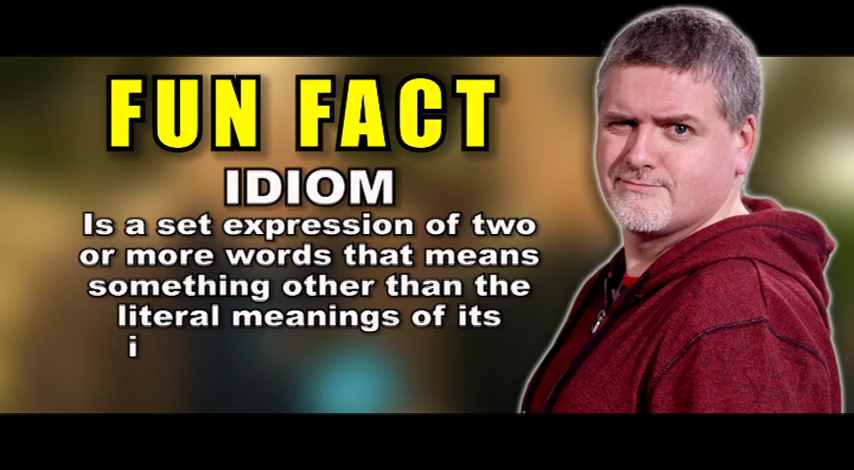 FUN FACT
IDIOM
Is a set expression of two
or more words that means
something other than the
literal meanings of its
i